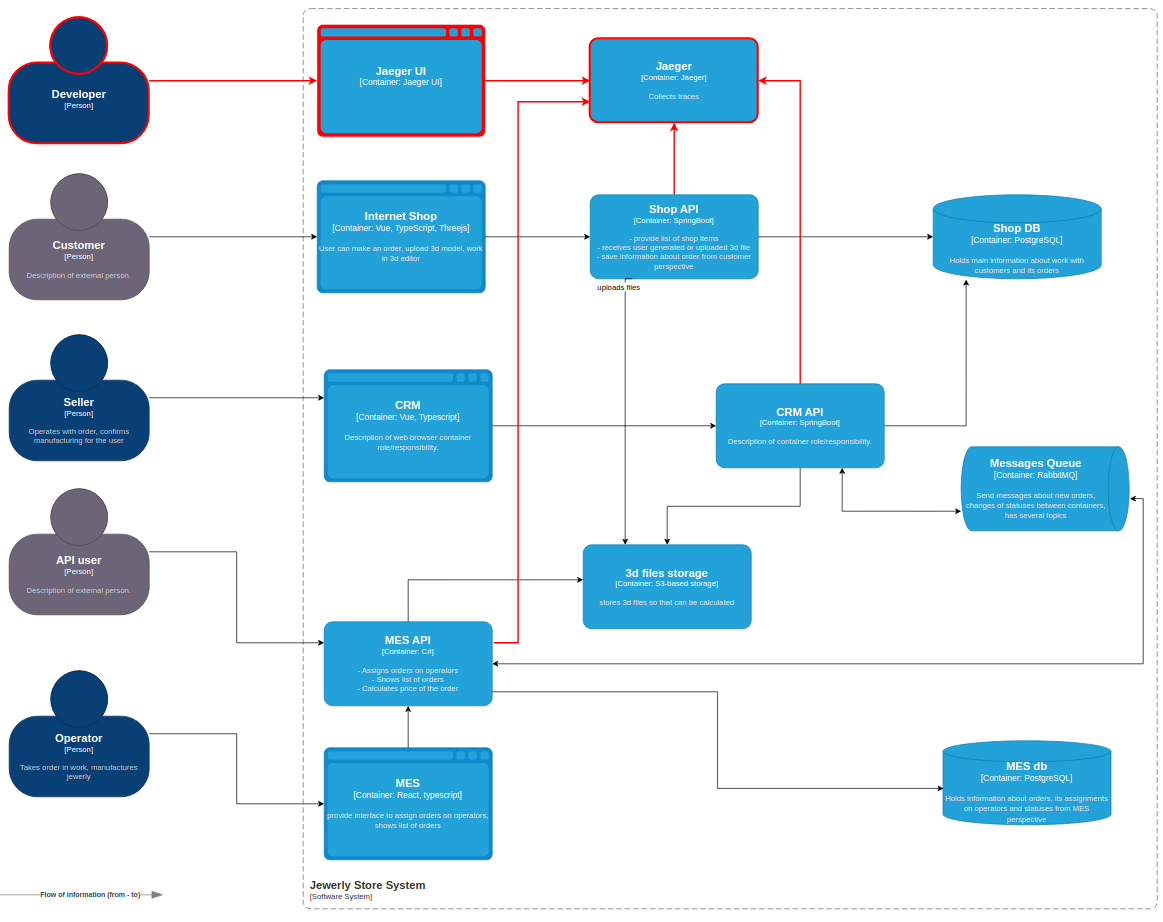 Developer
[Person]
Jaeger UI
[Container: Jaeger UI]
Jaeger
[Container: Jaeger]
Collects traces
Customer
[Person]
Description of external person.
Internet Shop
[Container: Vue, TypeScript, Threejs]
User can make an order, upload 3d model, work
in 3d editor
Shop API
[Container: SpringBoot]
- provide list of shop items
- receives user generated or uploaded 3d file
- save information about order from customer
perspective
uploads files
Shop DB
[Container: PostgreSQL]
Holds main information about work with
customers and its orders
Seller
[Person]
Operates with order, confirms
manufacturing for the user
CRM
[Container: Vue, Typescript]
Description of web browser container
role/responsibility.
CRM API
[Container: SpringBoot]
Description of container role/responsibility.
Messages Queue
[Container: RabbitMQ]
Send messages about new orders,
changes of statuses between containers,
has several topics
API user
[Person]
Description of external person.
3d files storage
[Container: S3-based storage]
stores 3d files so that can be calculated
MES API
[Container: C#]
- Assigns orders on operators
- Shows list of orders
- Calculates price of the order
Operator
[Person]
Takes order in work, manufactures
jewerly
MES
[Container: React, typescript]
provide interface to assign orders on operators,
shows list of orders
MES db
[Container: PostgreSQL]
Holds information about orders, its assignments
on operators and statuses from MES
perspective
Jewerly Store System
[Software System]
Flow of information (from - to)